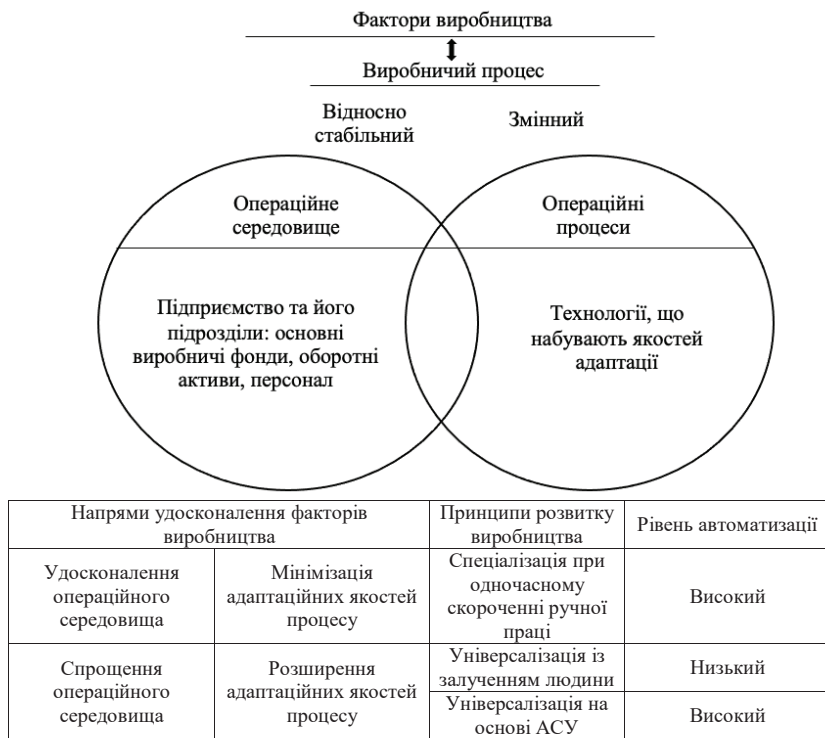 Фактори виробництва
Виробничий процес
Відносно
стабільний
Змінний
Операційне
середовище
Операційні
процеси
Підприємство та його
підрозділи: основні
виробничі фонди, оборотні
активи, персонал
Технології, що
набувають якостей
адаптації
Напрями удосконалення факторів
виробництва
Принципи розвитку
виробництва
Рівень автоматизації
Удосконалення
операційного
середовища
Мінімізація
адаптаційних якостей
процесу
Спеціалізація при
одночасному
скороченні ручної
праці
Високий
Спрощення
операційного
середовища
Розширення
адаптаційних якостей
процесу
Універсалізація із
залученням людини
Низький
Універсалізація на
основі АСУ
Високий